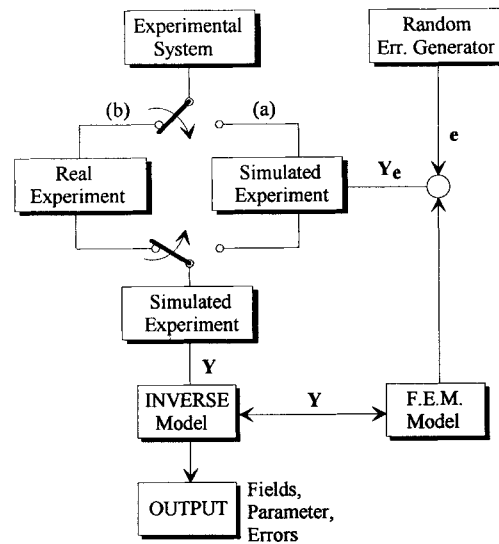 Experimental
System
Random
Err. Generator
(b)
(a)
e
Real
Experiment
Simulated
Experiment
Ye
Simulated
Experiment
Y
INVERSE
Model
Y
F.E.M.
Model
OUTPUT
Fields,
Parameter,
Errors